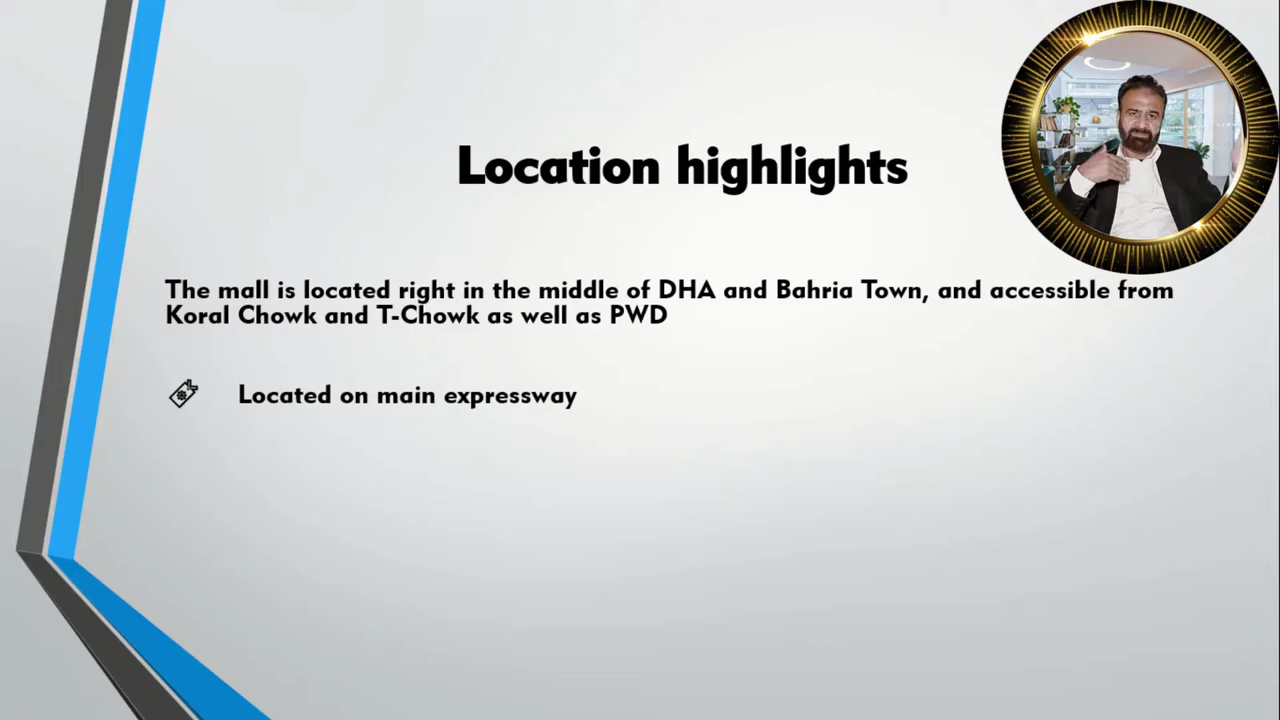 Location highlights
The mall is located right in the middle of DHA and Bahria Town, and accessible from
Koral Chowk and T-Chowk as well as PWD
Located on main expressway